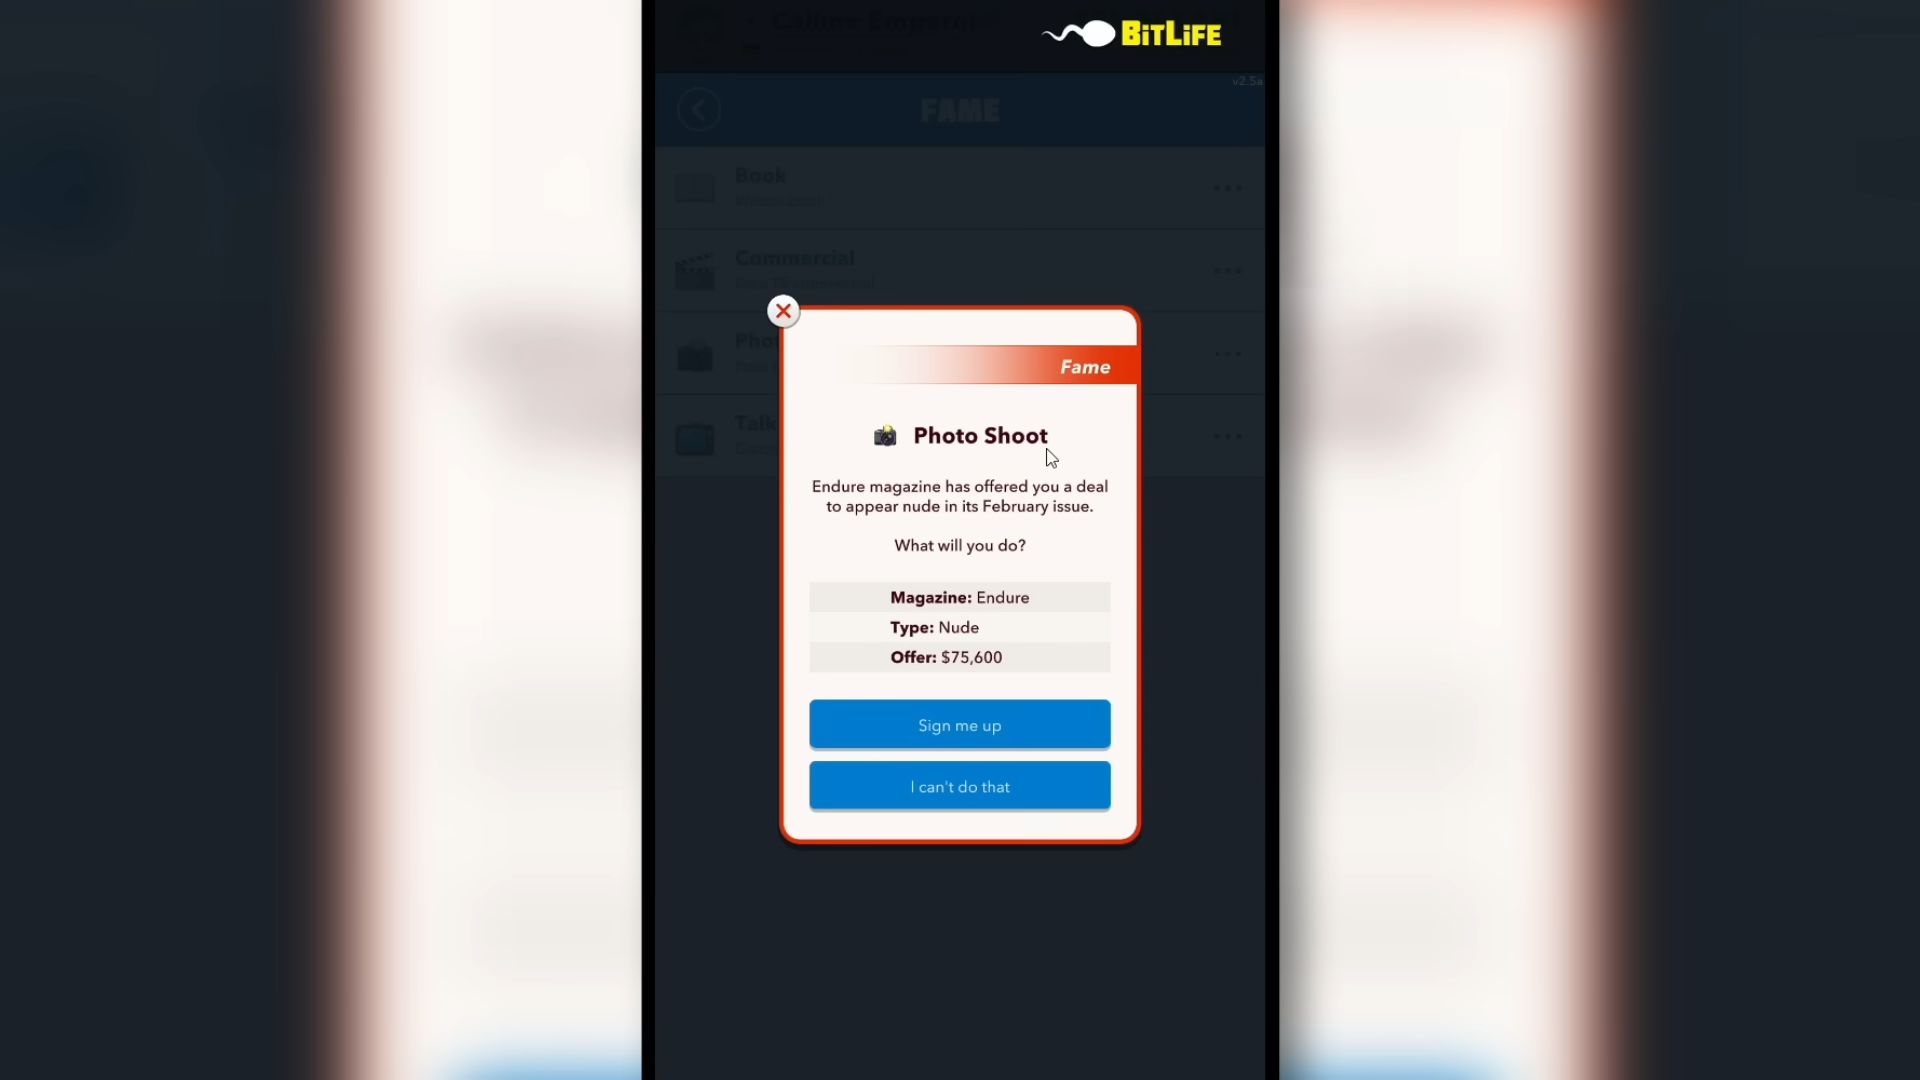 BitLife
v2.5a
FAME
Book
Commercial
Fame
Photo Shoot
Endure magazine has offered you a deal
to appear nude in its February issue.
What will you do?
Magazine: Endure
Type: Nude
Offer: $75,600
Sign me up
I can't do that